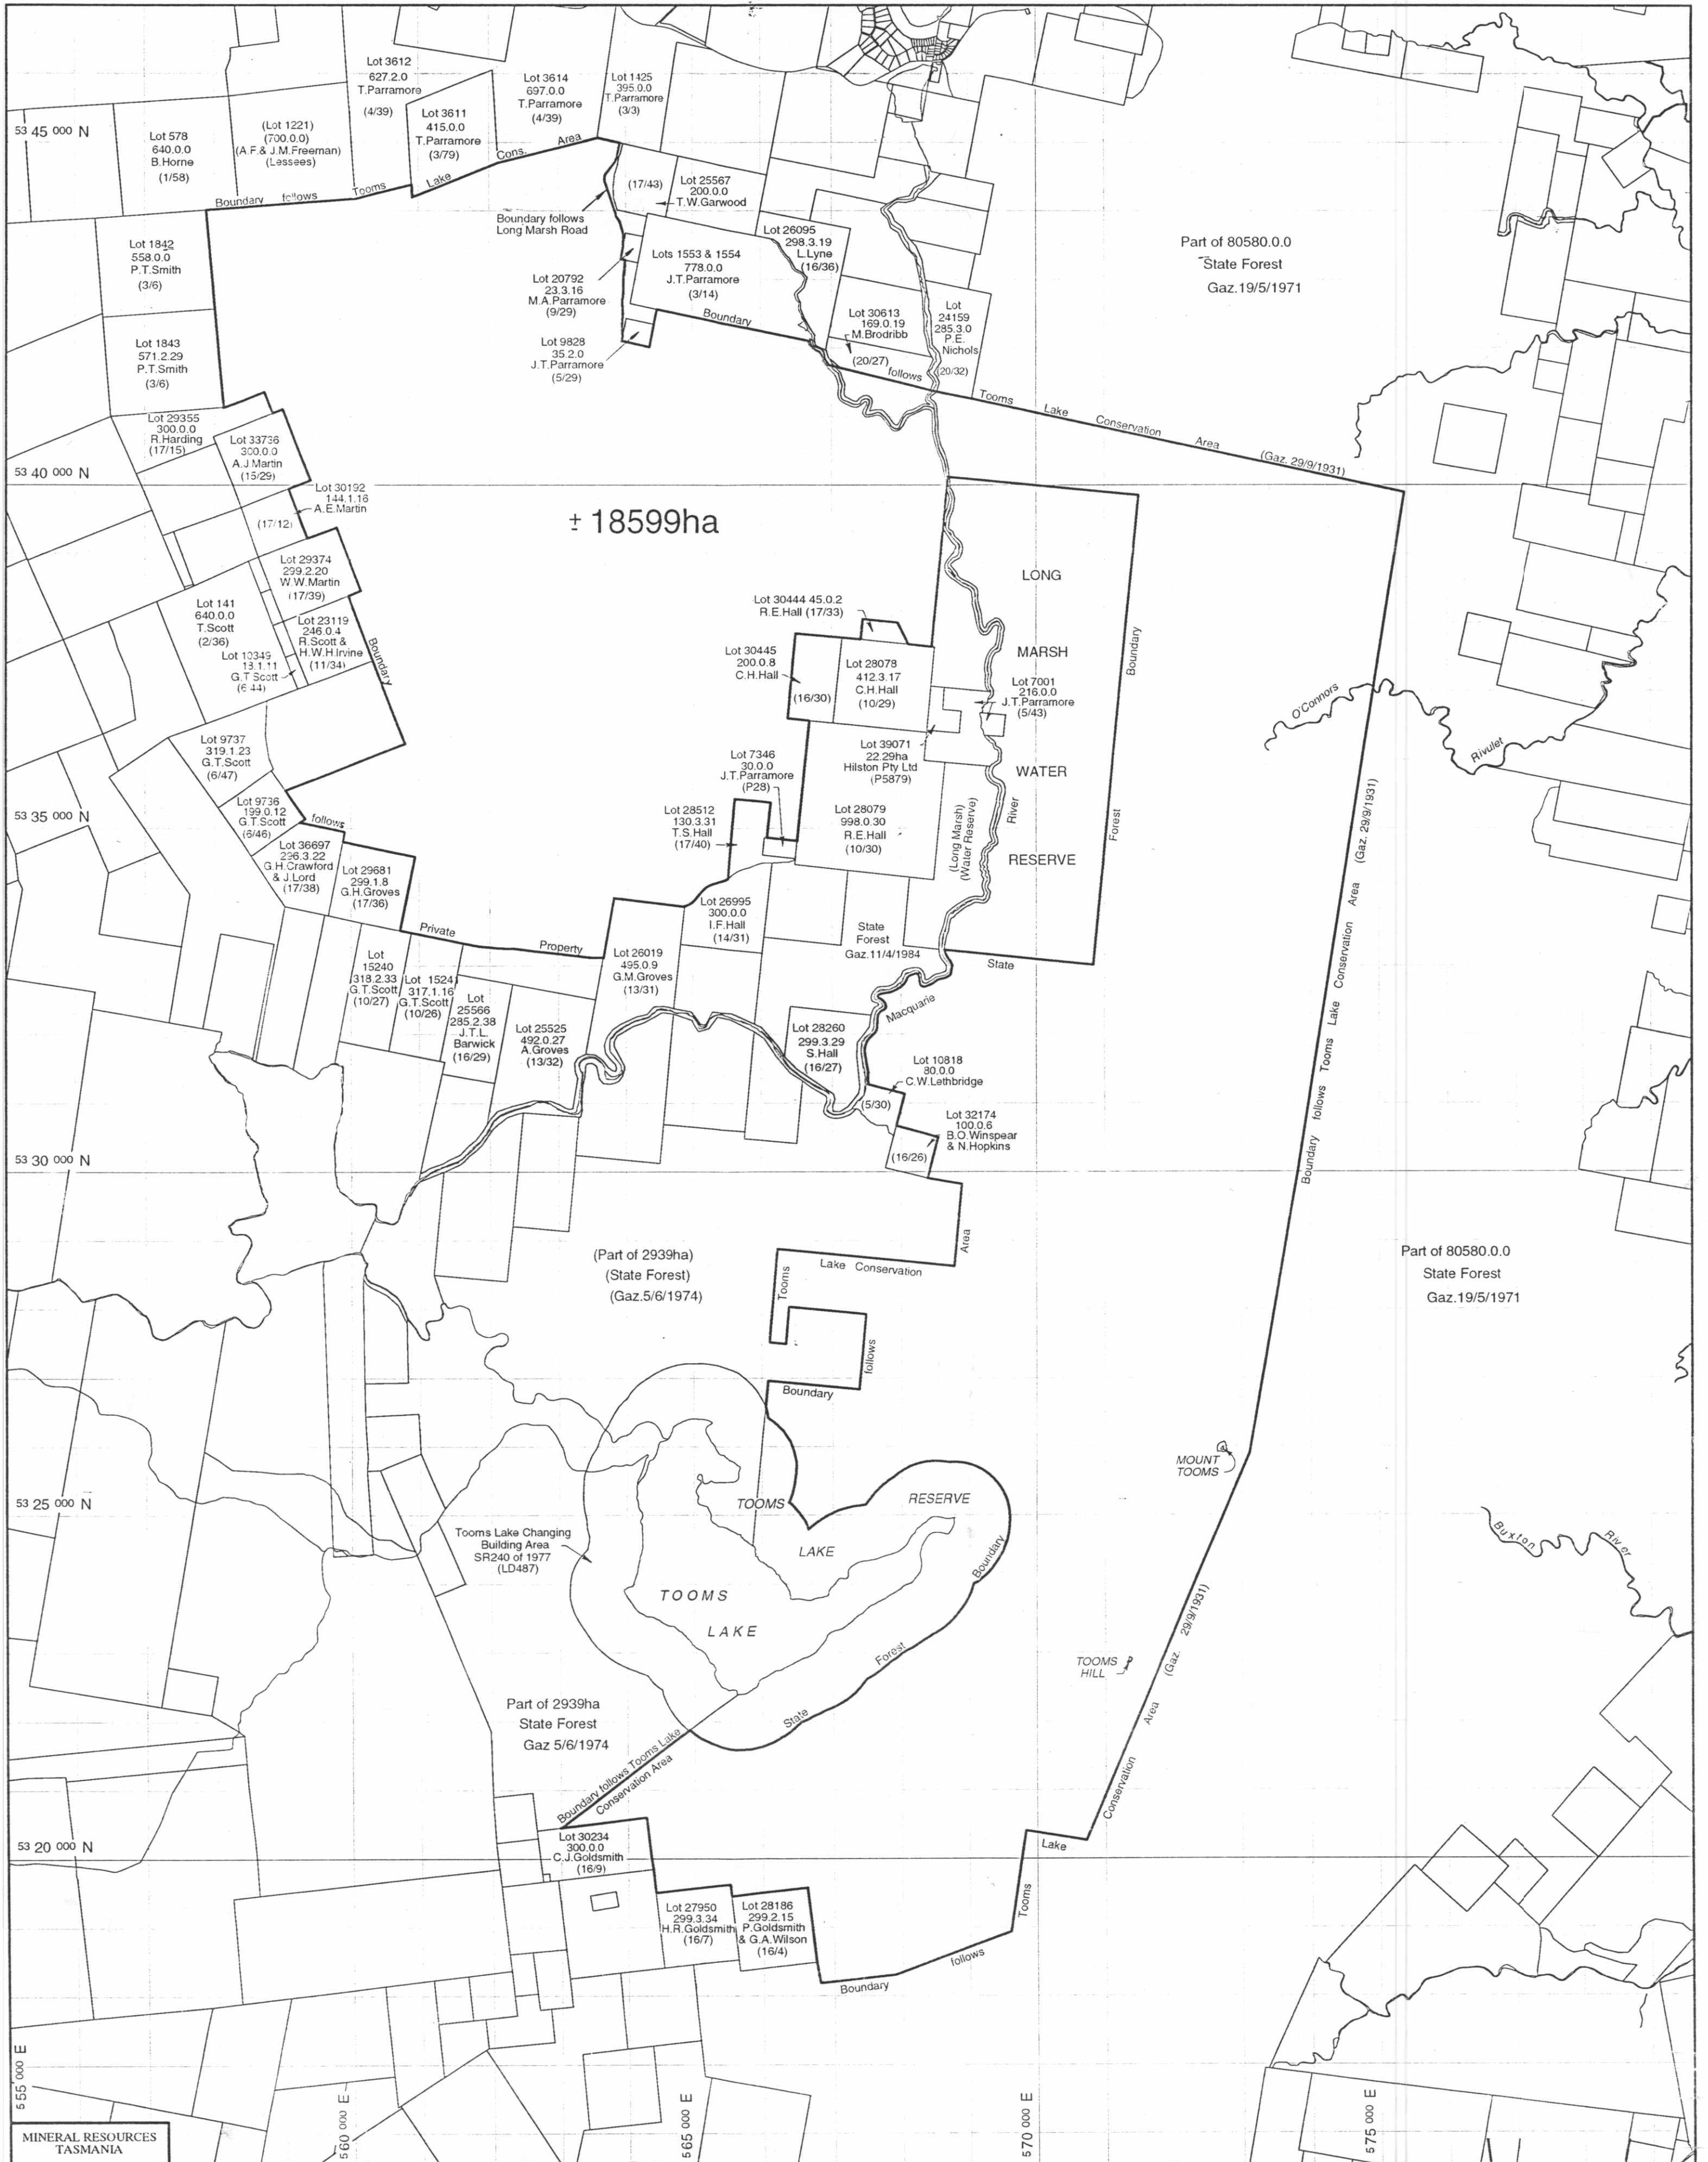 Lot 3612
627.2.0
T.Parramore
(4/39)
Lot 3611
415.0.0
T.Parramore
(3/79)
Lot 3614
697.0.0
T.Parramore
(4/39)
Lot 1425
395.0.0
T.Parramore
(3/3)
53 45 000 N
Lot 578
640.0.0
B.Horne
(1/58)
(Lot 1221)
(700.0.0)
(A.F.& J.M.Freeman)
(Lessees)
Boundary follows Tooms Lake Cons. Area
(17/43)
Lot 25567
200.0.0
T.W.Garwood
Boundary follows
Long Marsh Road
Lot 1842
558.0.0
P.T.Smith
(3/6)
Lot 26095
298.3.19
L.Lyne
(16/36)
Lots 1553 & 1554
778.0.0
J.T.Parramore
(3/14)
Part of 80580.0.0
State Forest
Gaz.19/5/1971
Lot 20792
23.3.16
M.A.Parramore
(9/29)
Lot 9828
35.2.0
J.T.Parramore
(5/29)
Lot 30613
169.0.19
M.Brodribb
(20/27)
Lot
24159
285.3.0
P.E.
Nichols
(20/32)
Boundary follows Tooms Lake Conservation Area (Gaz. 29/9/1931)
Lot 1843
571.2.29
P.T.Smith
(3/6)
Lot 29355
300.0.0
R.Harding
(17/15)
Lot 33736
300.0.0
A.J.Martin
(15/29)
53 40 000 N
Lot 30192
144.1.16
A.E.Martin
(17/12)
± 18599ha
Lot 29374
299.2.20
W.W.Martin
(17/39)
Lot 141
640.0.0
T.Scott
(2/36)
Lot 23119
246.0.4
R.Scott &
H.W.H.Irvine
(11/34)
Lot 10349
13.1.11
G.T.Scott
(6/44)
Boundary
LONG
MARSH
WATER
RESERVE
Boundary
Forest
State
Lot 30444 45.0.2
R.E.Hall (17/33)
Lot 30445
200.0.8
C.H.Hall
(16/30)
Lot 28078
412.3.17
C.H.Hall
(10/29)
Lot 7001
216.0.0
J.T.Parramore
(5/43)
O'Connors
Rivulet
Lot 9737
319.1.23
G.T.Scott
(6/47)
Lot 7346
30.0.0
J.T.Parramore
(P28)
Lot 39071
22.29ha
Hilston Pty Ltd
(P5879)
53 35 000 N
Lot 9736
199.0.12
G.T.Scott
(6/46)
follows
Lot 28512
130.3.31
T.S.Hall
(17/40)
Lot 28079
998.0.30
R.E.Hall
(10/30)
(Long Marsh)
(Water Reserve)
River
Lot 36697
296.3.22
G.H.Crawford
& J.Lord
(17/38)
Lot 29681
299.1.8
G.H.Groves
(17/36)
Private
Property
Lot 26995
300.0.0
I.F.Hall
(14/31)
State
Forest
Gaz.11/4/1984
Lot 26019
495.0.9
G.M.Groves
(13/31)
Lot
15240
318.2.33
G.T.Scott
(10/27)
Lot 1524
317.1.16
G.T.Scott
(10/26)
Lot
25566
285.2.38
J.T.L.
Barwick
(16/29)
Lot 25525
492.0.27
A.Groves
(13/32)
Macquarie
Lot 28260
299.3.29
S.Hall
(16/27)
Lot 10818
80.0.0
C.W.Lethbridge
(5/30)
Lot 32174
100.0.6
B.O.Winspear
& N.Hopkins
(16/26)
Boundary follows Tooms Lake Conservation Area (Gaz. 29/9/1931)
53 30 000 N
(Part of 2939ha)
(State Forest)
(Gaz.5/6/1974)
Area
Lake Conservation
Tooms
follows
Boundary
Part of 80580.0.0
State Forest
Gaz.19/5/1971
MOUNT
TOOMS
53 25 000 N
TOOMS
RESERVE
LAKE
Buxton
River
Tooms Lake Changing
Building Area
SR240 of 1977
(LD487)
Boundary
TOOMS
LAKE
Forest
State
TOOMS
HILL
(Gaz. 29/9/1931)
Area
Conservation
Part of 2939ha
State Forest
Gaz 5/6/1974
Boundary follows Tooms Lake
Conservation Area
Lake
53 20 000 N
Lot 30234
300.0.0
C.J.Goldsmith
(16/9)
Lot 27950
299.3.34
H.R.Goldsmith
(16/7)
Lot 28186
299.2.15
P.Goldsmith
& G.A.Wilson
(16/4)
Tooms
follows
Boundary
5 55 000 E
5 60 000 E
5 65 000 E
5 70 000 E
5 75 000 E
MINERAL RESOURCES
TASMANIA